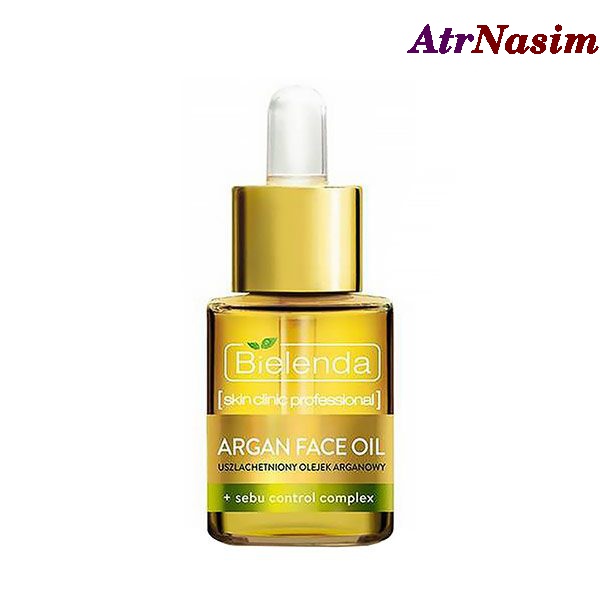 AtrNasim
Bielenda
[skin clinic professional]
ARGAN FACE OIL
USZLACHETNIONY OLEJEK ARGANOWY
+ sebu control complex